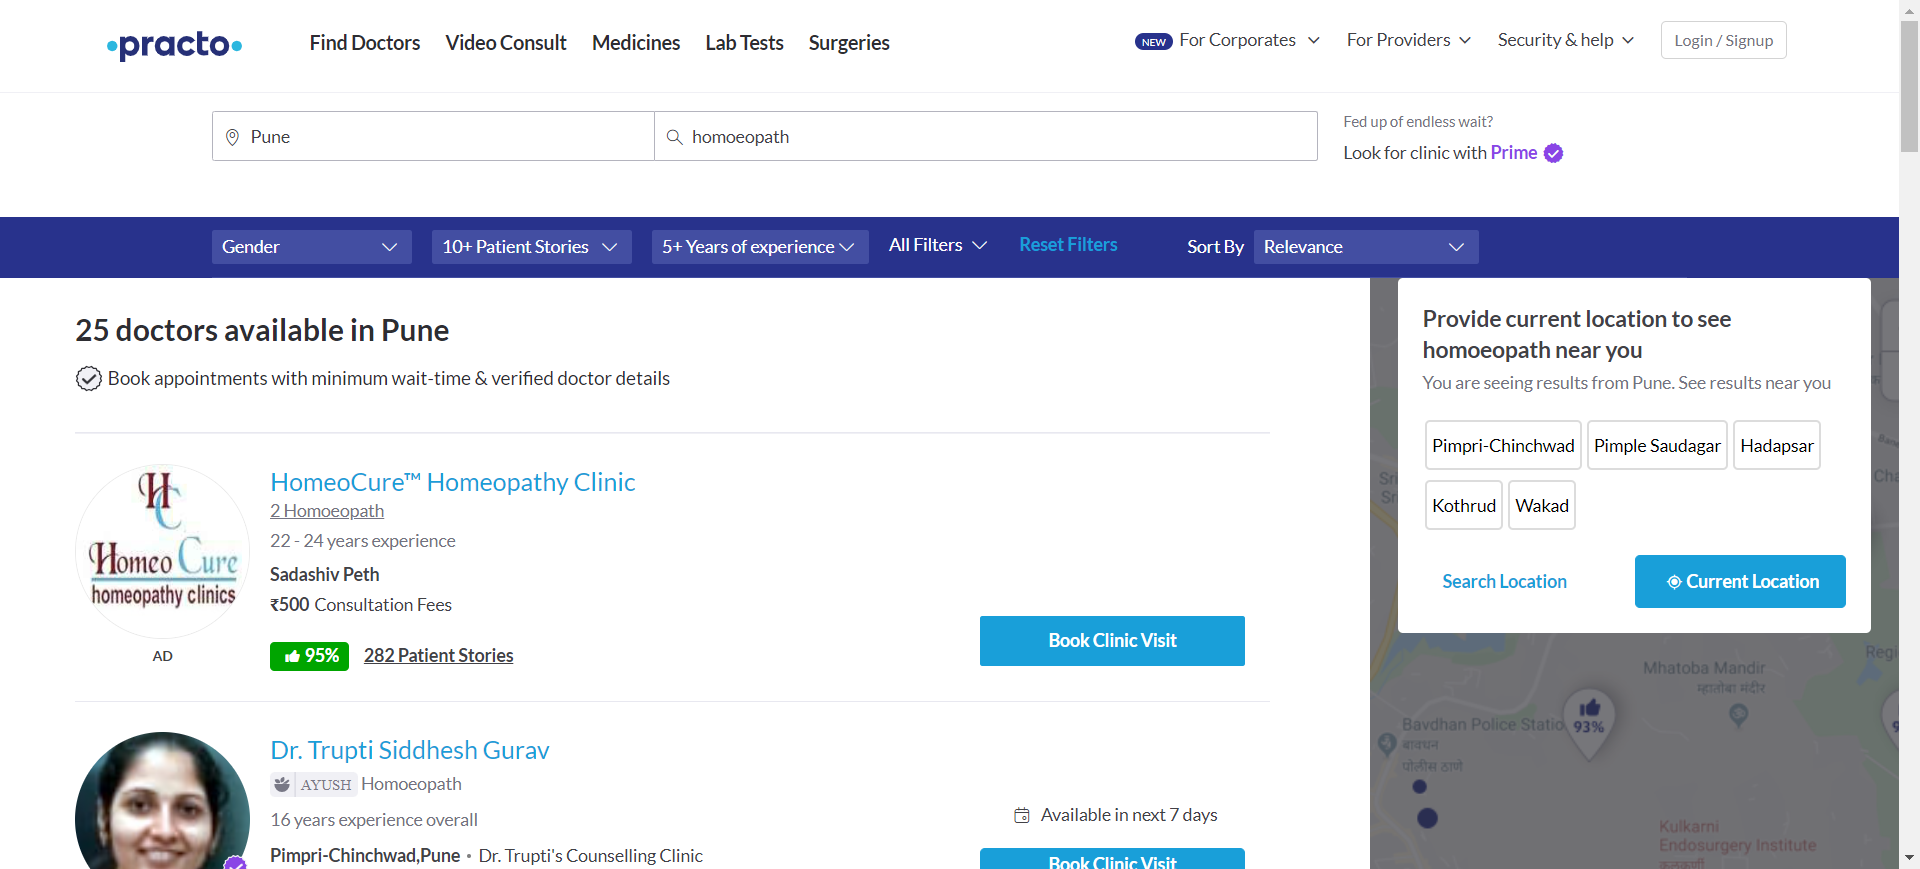 practo
Find Doctors
Video Consult
Medicines
Lab Tests
Surgeries
NEW For Corporates
For Providers
Security & help
Login / Signup
Pune
homoeopath
Fed up of endless wait?
Look for clinic with Prime
Gender
10+ Patient Stories
5+ Years of experience
All Filters
Reset Filters
Sort By Relevance
25 doctors available in Pune
Book appointments with minimum wait-time & verified doctor details
HC
Homeo Cure
homeopathy clinics
AD
HomeoCure™ Homeopathy Clinic
2 Homoeopath
22 - 24 years experience
Sadashiv Peth
₹500 Consultation Fees
95% 282 Patient Stories
Book Clinic Visit
Dr. Trupti Siddhesh Gurav
AYUSH Homoeopath
16 years experience overall
Pimpri-Chinchwad,Pune • Dr. Trupti's Counselling Clinic
Available in next 7 days
Book Clinic Visit
Provide current location to see
homoeopath near you
You are seeing results from Pune. See results near you
Pimpri-Chinchwad
Pimple Saudagar
Hadapsar
Kothrud
Wakad
Search Location
Current Location
Mhatoba Mandir
म्हातोबा मंदीर
Bavdhan Police Statio
बावधन
पोलीस ठाणे
93%
Kulkarni
Endosurgery Institute
कुलकर्णी